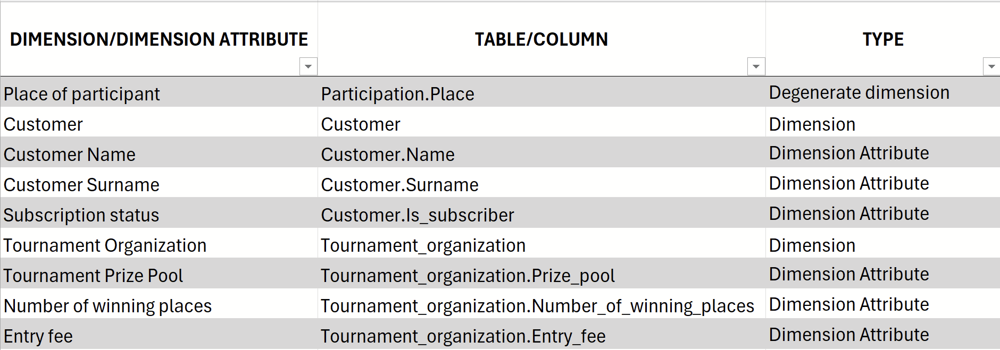 DIMENSION/DIMENSION ATTRIBUTE TABLE/COLUMN TYPE
Place of participant Participation.Place Degenerate dimension
Customer Customer Dimension
Customer Name Customer.Name Dimension Attribute
Customer Surname Customer.Surname Dimension Attribute
Subscription status Customer.Is_subscriber Dimension Attribute
Tournament Organization Tournament_organization Dimension
Tournament Prize Pool Tournament_organization.Prize_pool Dimension Attribute
Number of winning places Tournament_organization.Number_of_winning_places Dimension Attribute
Entry fee Tournament_organization.Entry_fee Dimension Attribute